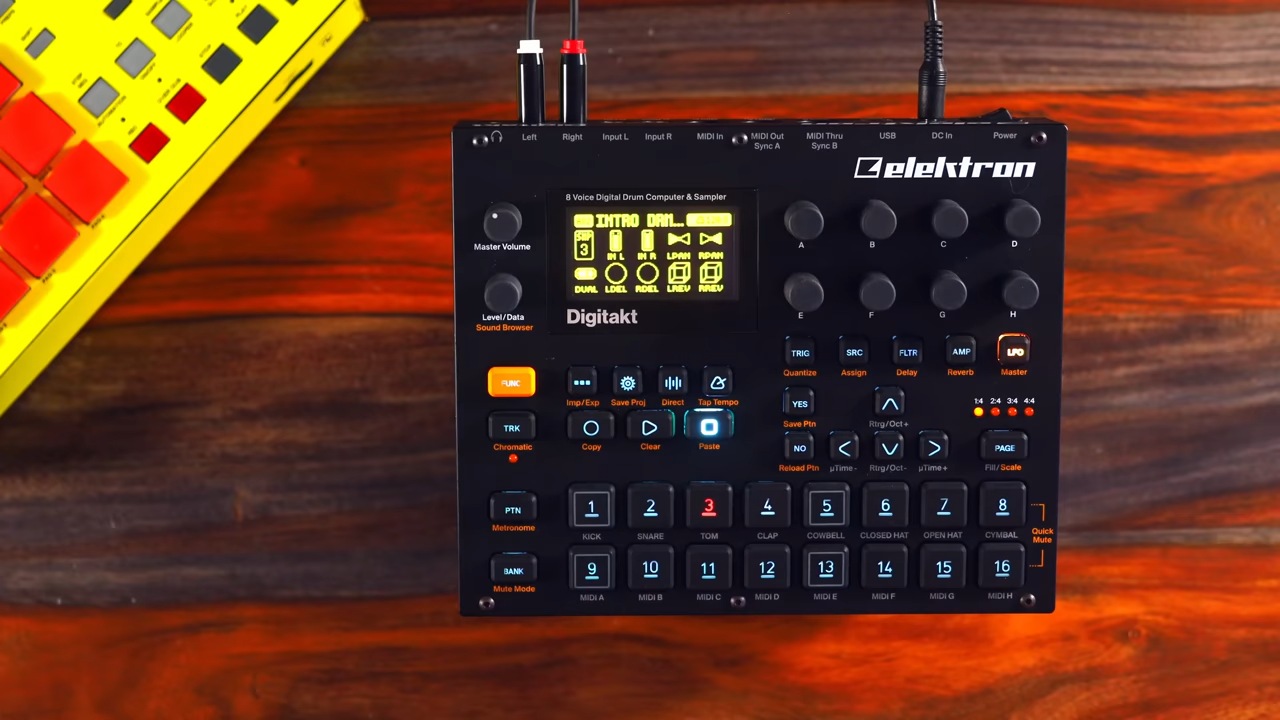 Left Right Input L Input R MIDI In MIDI Out MIDI Thru USB DC In Power
Sync A Sync B
elektron
8 Voice Digital Drum Computer & Sampler
INTRO DAM...
3 IN L IN R LPAN RPAN
DUAL LDEL RDEL LREV RREV
Digitakt
Master Volume
Level/Data
Sound Browser
A B C D
E F G H
TRIG SRC FLTR AMP LFO
Quantize Assign Delay Reverb Master
FUNC
Imp/Exp Save Proj Direct Tap Tempo
YES
Save Ptn Rtrg/Oct+
1:4 2:4 3:4 4:4
TRK
Chromatic Copy Clear Paste
NO PAGE
Reload Ptn µTime- Rtrg/Oct- µTime+ Fill/Scale
PTN 1 2 3 4 5 6 7 8
Metronome KICK SNARE TOM CLAP COWBELL CLOSED HAT OPEN HAT CYMBAL
Quick
Mute
BANK 9 10 11 12 13 14 15 16
Mute Mode MIDI A MIDI B MIDI C MIDI D MIDI E MIDI F MIDI G MIDI H